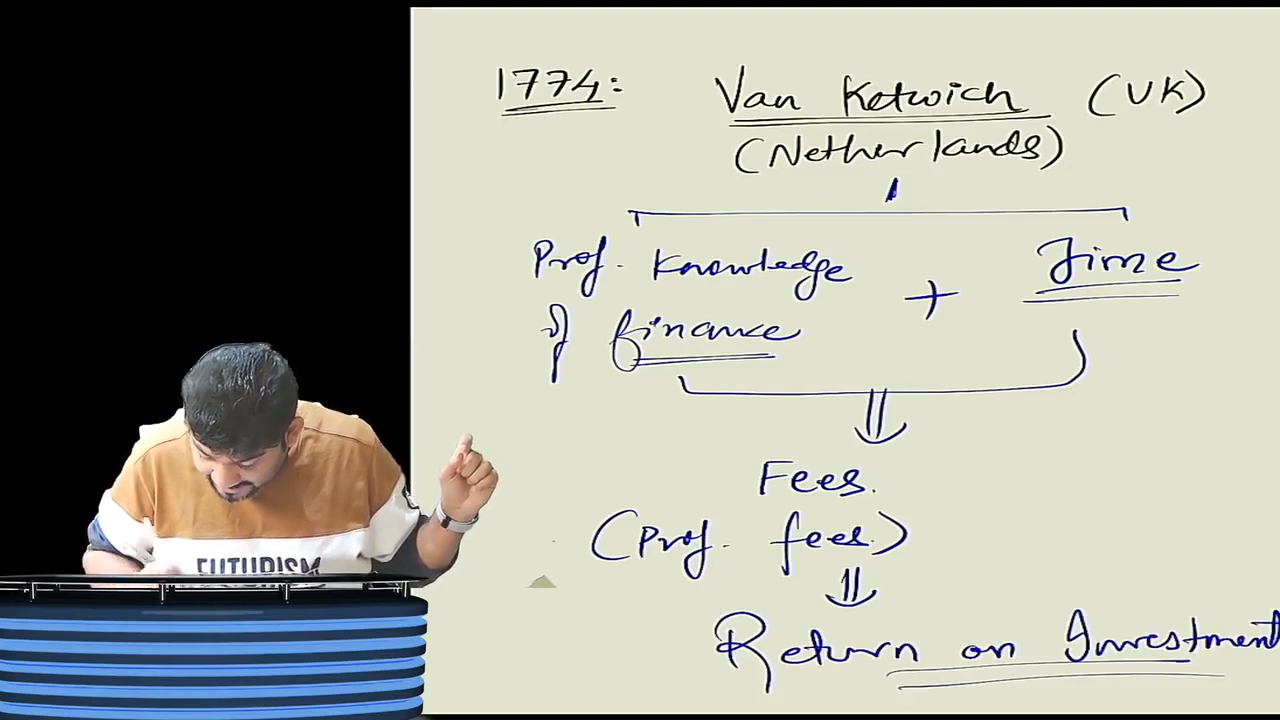 1774: Van Ketwich (UK)
(Netherlands)
Prof. Knowledge + Time
of finance
Fees.
(Prof. fees.)
Return on Investment
FUTURISM